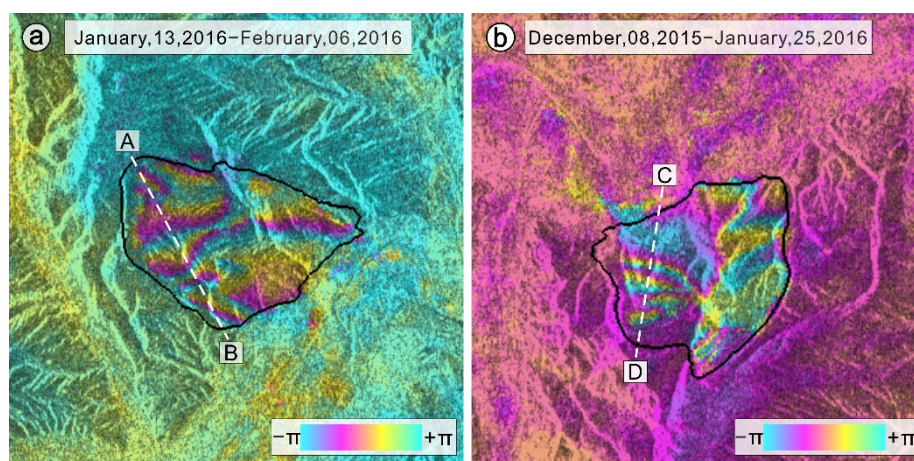 a January,13,2016−February,06,2016
A
B
−π +π
b December,08,2015−January,25,2016
C
D
−π +π